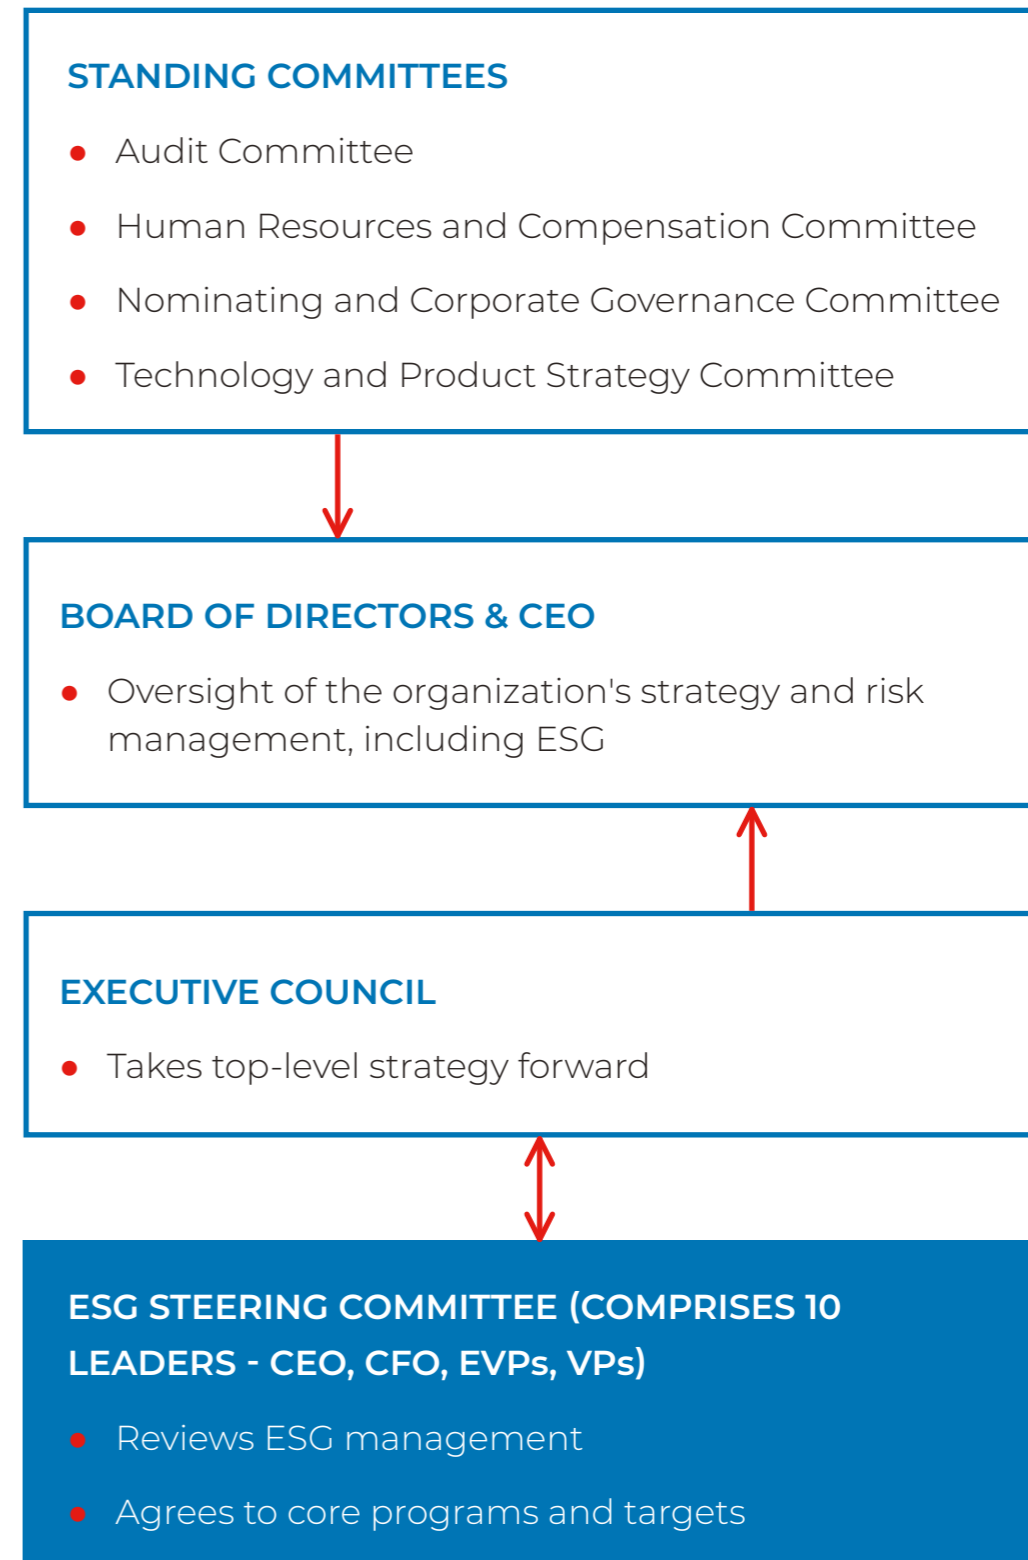 STANDING COMMITTEES
● Audit Committee
● Human Resources and Compensation Committee
● Nominating and Corporate Governance Committee
● Technology and Product Strategy Committee
BOARD OF DIRECTORS & CEO
● Oversight of the organization's strategy and risk
management, including ESG
EXECUTIVE COUNCIL
● Takes top-level strategy forward
ESG STEERING COMMITTEE (COMPRISES 10
LEADERS - CEO, CFO, EVPs, VPs)
● Reviews ESG management
● Agrees to core programs and targets